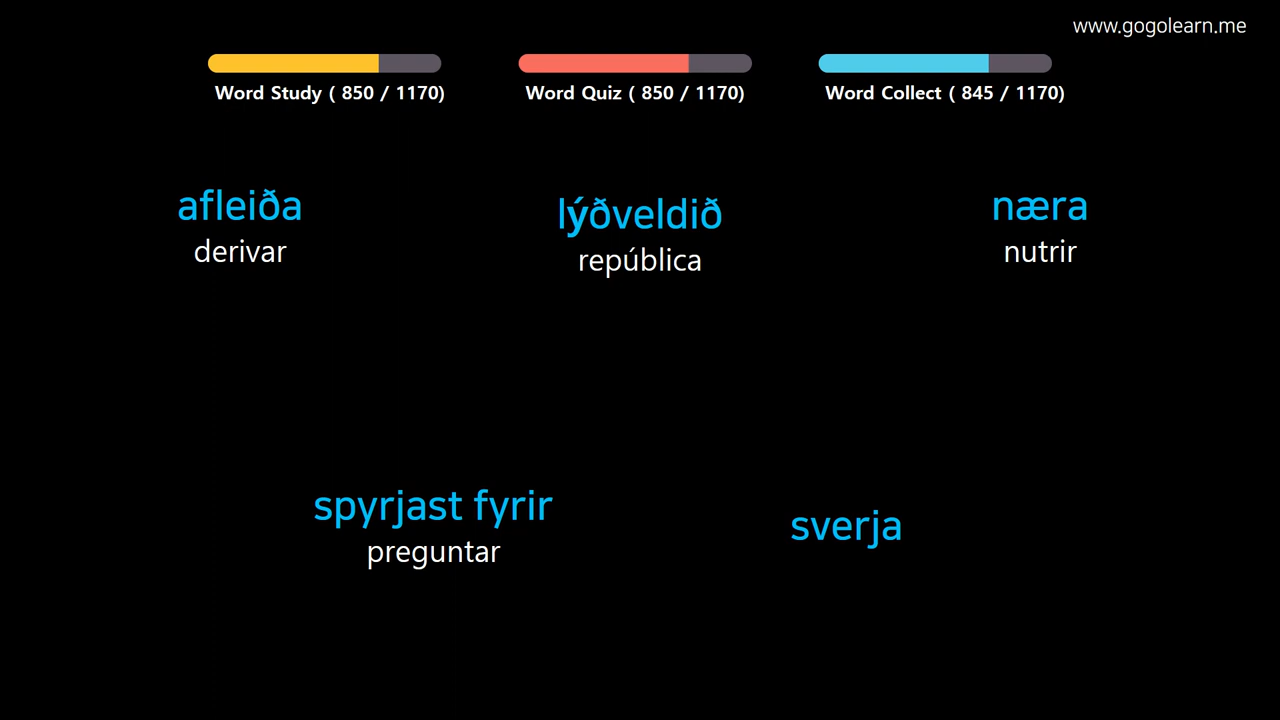 www.gogolearn.me
Word Study ( 850 / 1170)
Word Quiz ( 850 / 1170)
Word Collect ( 845 / 1170)
afleiða
derivar
lýðveldið
república
næra
nutrir
spyrjast fyrir
preguntar
sverja